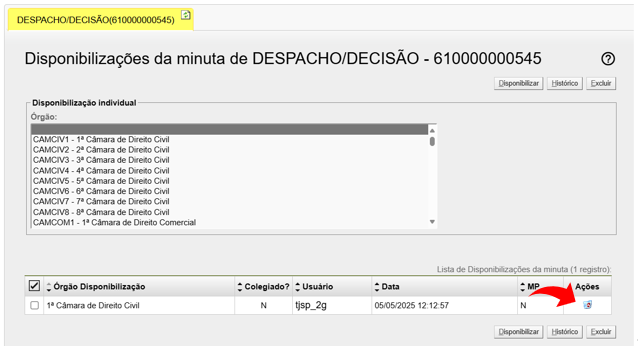 DESPACHO/DECISÃO(610000000545)
Disponibilizações da minuta de DESPACHO/DECISÃO - 610000000545
Disponibilizar Histórico Excluir
Disponibilização individual
Órgão:
CAMCIV1 - 1ª Câmara de Direito Civil
CAMCIV2 - 2ª Câmara de Direito Civil
CAMCIV3 - 3ª Câmara de Direito Civil
CAMCIV4 - 4ª Câmara de Direito Civil
CAMCIV5 - 5ª Câmara de Direito Civil
CAMCIV6 - 6ª Câmara de Direito Civil
CAMCIV7 - 7ª Câmara de Direito Civil
CAMCIV8 - 8ª Câmara de Direito Civil
CAMCOM1 - 1ª Câmara de Direito Comercial
Lista de Disponibilizações da minuta (1 registro):
Órgão Disponibilização Colegiado? Usuário Data MP Ações
1ª Câmara de Direito Civil N tjsp_2g 05/05/2025 12:12:57 N
Disponibilizar Histórico Excluir